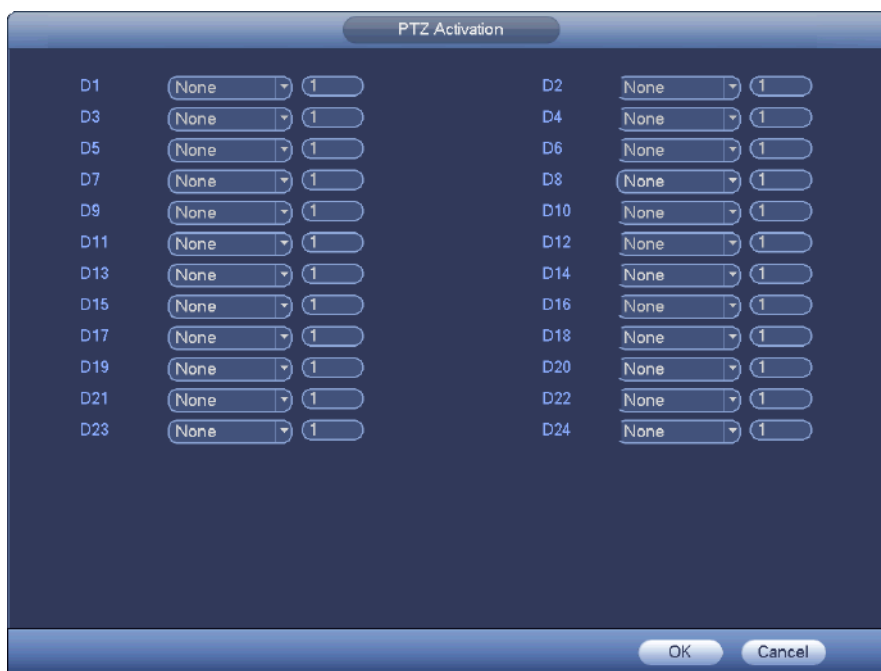 PTZ Activation
D1 None 1 D2 None 1
D3 None 1 D4 None 1
D5 None 1 D6 None 1
D7 None 1 D8 None 1
D9 None 1 D10 None 1
D11 None 1 D12 None 1
D13 None 1 D14 None 1
D15 None 1 D16 None 1
D17 None 1 D18 None 1
D19 None 1 D20 None 1
D21 None 1 D22 None 1
D23 None 1 D24 None 1
OK Cancel